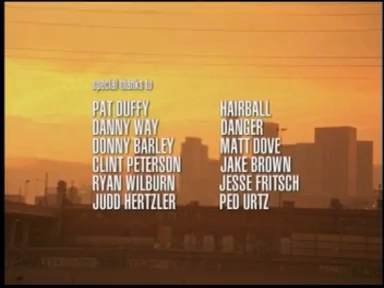 special thanks to
PAT DUFFY
DANNY WAY
DONNY BARLEY
CLINT PETERSON
RYAN WILBURN
JUDD HERTZLER
HAIRBALL
DANGER
MATT DOVE
JAKE BROWN
JESSE FRITSCH
PED URTZ